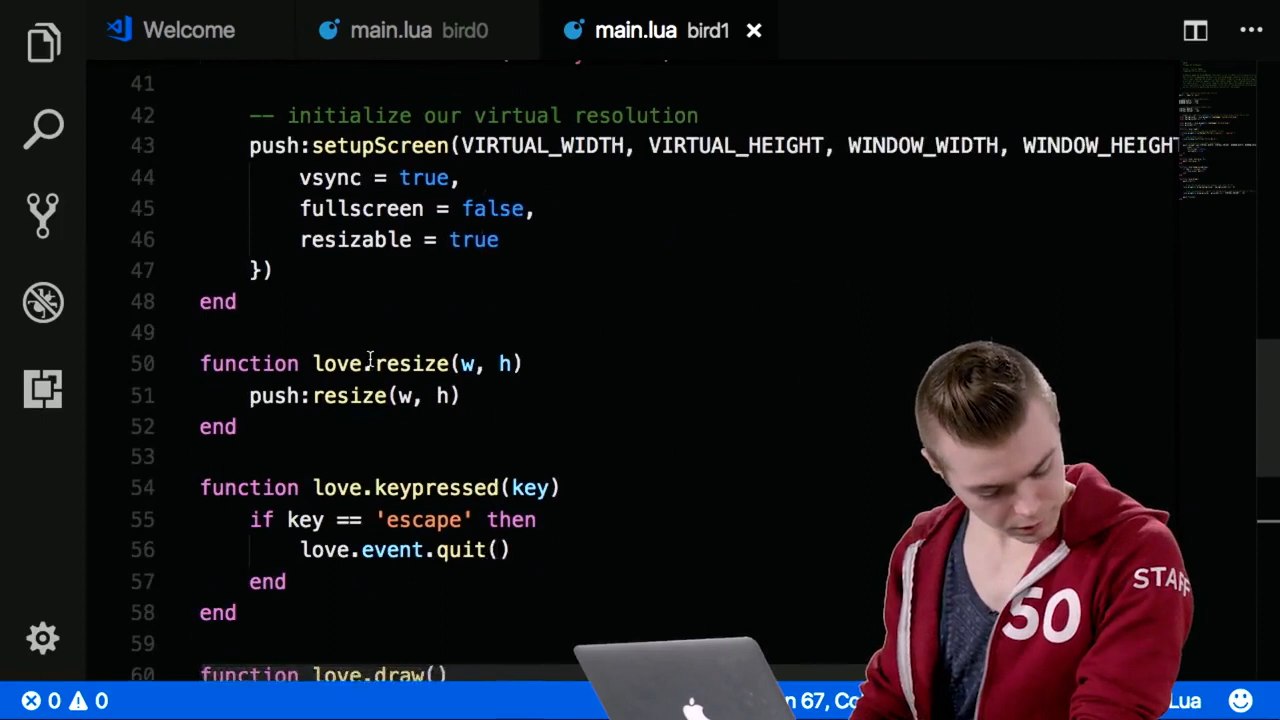 Welcome
main.lua bird0
main.lua bird1
41
42 -- initialize our virtual resolution
43 push:setupScreen(VIRTUAL_WIDTH, VIRTUAL_HEIGHT, WINDOW_WIDTH, WINDOW_HEIGHT
44 vsync = true,
45 fullscreen = false,
46 resizable = true
47 })
48 end
49
50 function love.resize(w, h)
51 push:resize(w, h)
52 end
53
54 function love.keypressed(key)
55 if key == 'escape' then
56 love.event.quit()
57 end
58 end
59
60 function love.draw()
STAFF
50
0 0
67, Co
Lua